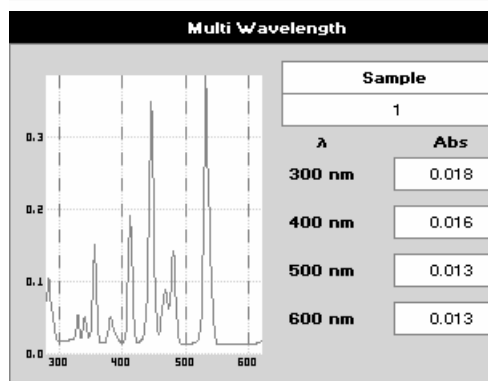 Multi Wavelength
Sample
1
λ Abs
300 nm 0.018
400 nm 0.016
500 nm 0.013
600 nm 0.013
0.3
0.2
0.1
0.0
300 400 500 600